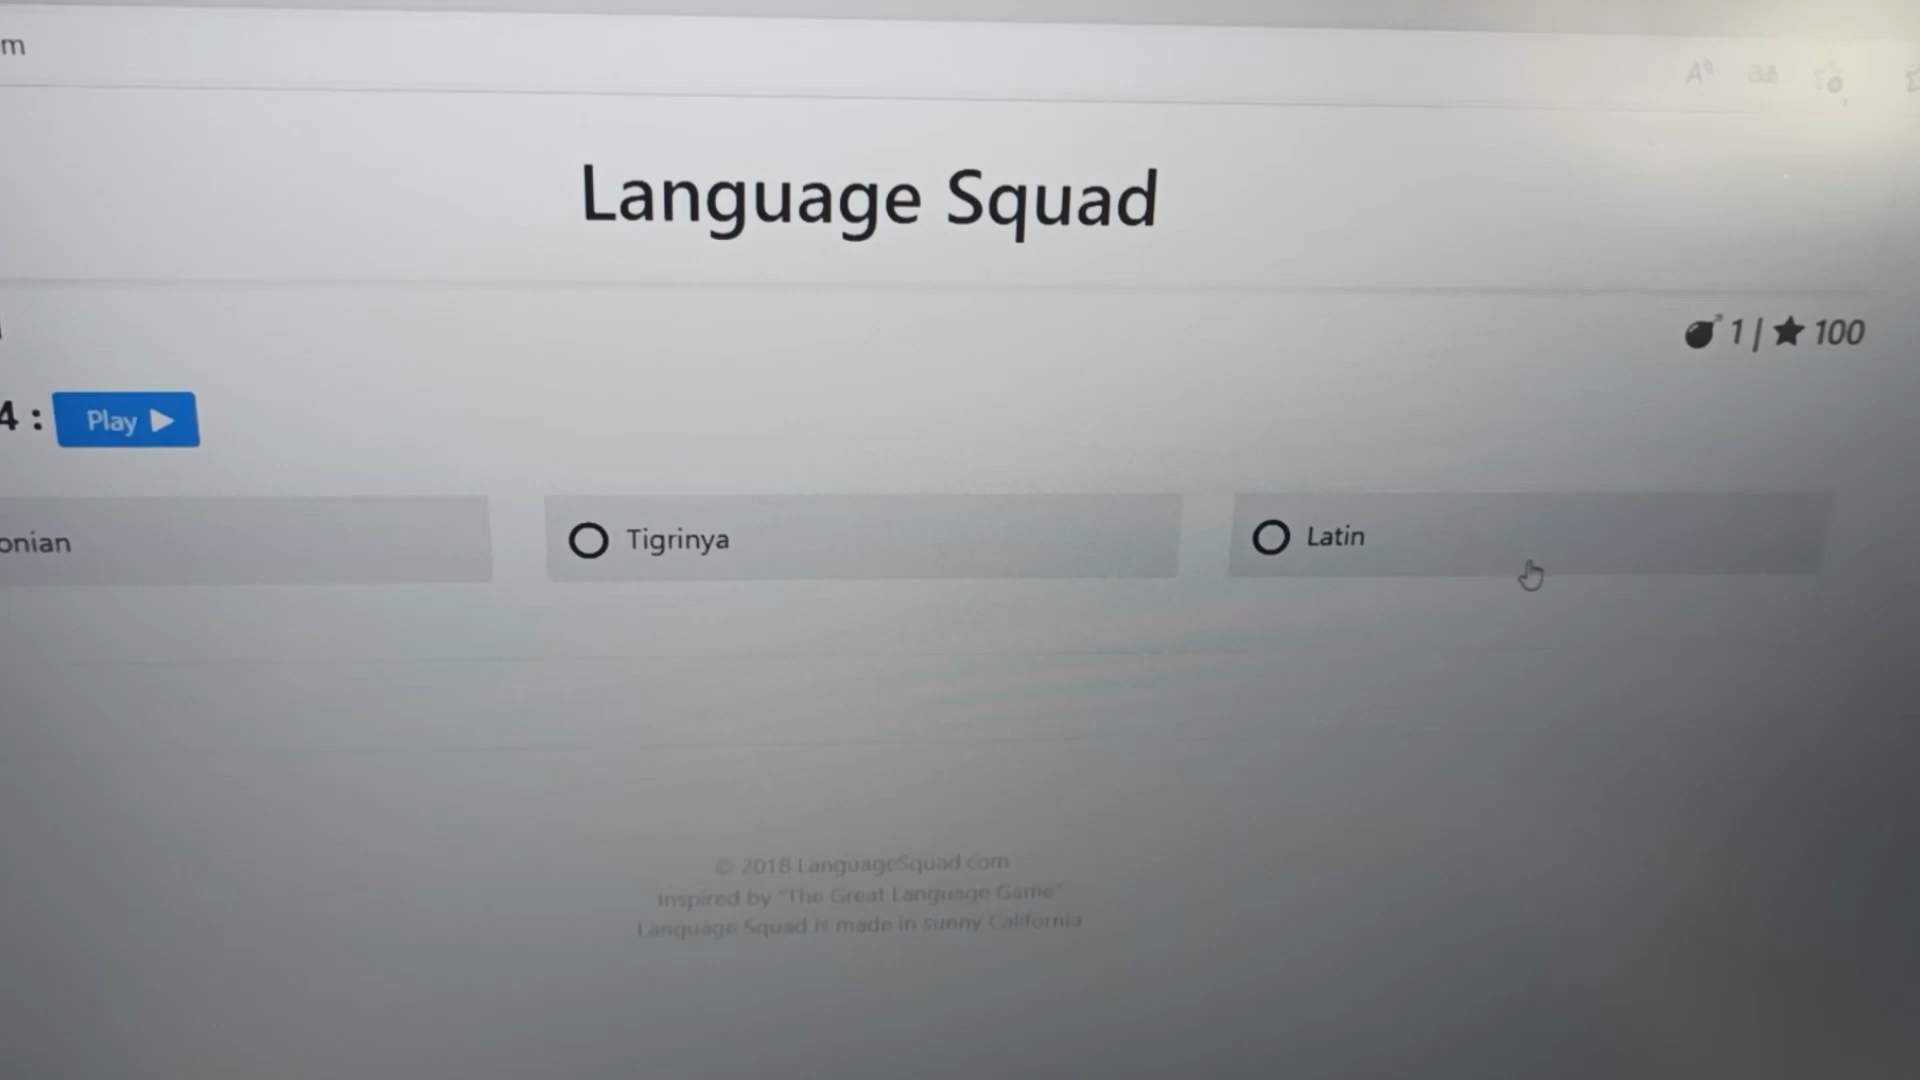 m
Language Squad
1 | ★ 100
4 : Play ▶
onian
Tigrinya
Latin
© 2018 LanguageSquad.com
Inspired by "The Great Language Game"
Language Squad is made in sunny California